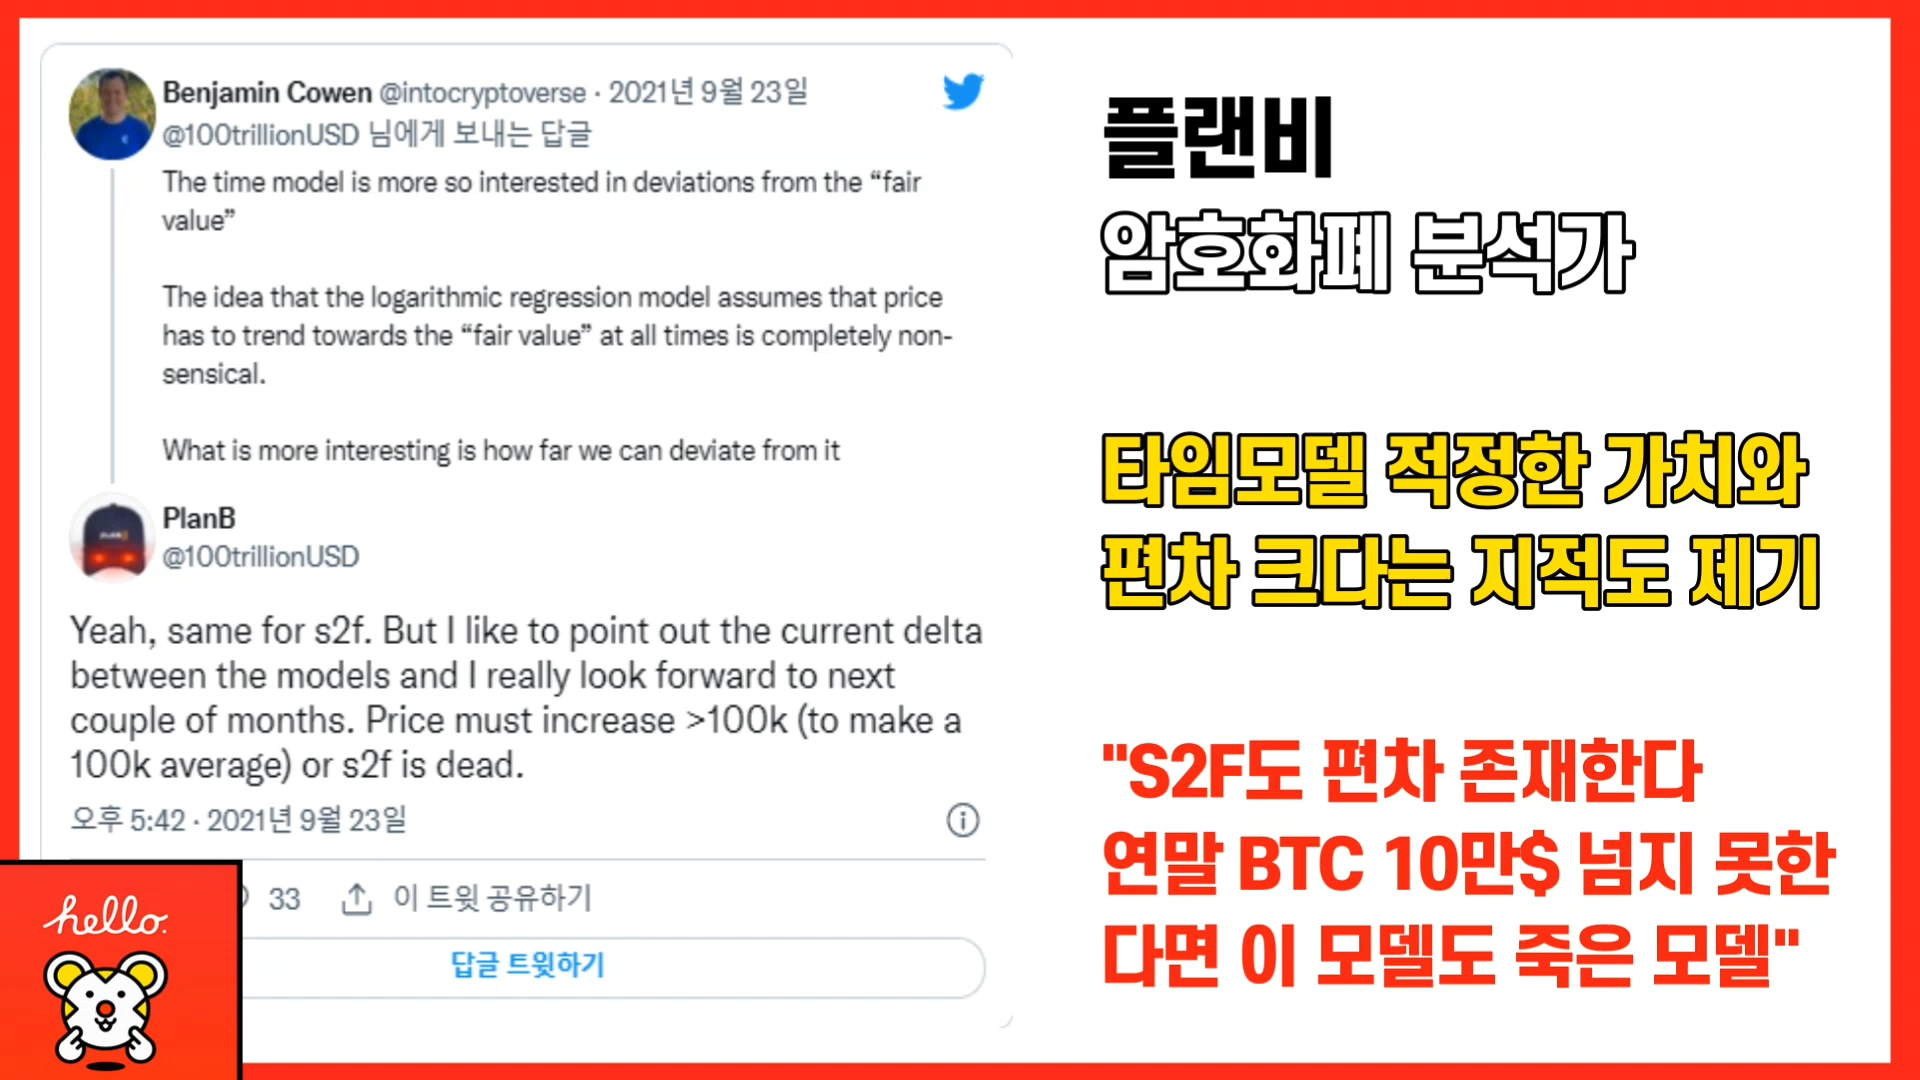 Benjamin Cowen @intocryptoverse · 2021년 9월 23일
@100trillionUSD 님에게 보내는 답글
The time model is more so interested in deviations from the “fair
value”
The idea that the logarithmic regression model assumes that price
has to trend towards the “fair value” at all times is completely non-
sensical.
What is more interesting is how far we can deviate from it
PlanB
@100trillionUSD
Yeah, same for s2f. But I like to point out the current delta
between the models and I really look forward to next
couple of months. Price must increase >100k (to make a
100k average) or s2f is dead.
오후 5:42 · 2021년 9월 23일
33 이 트윗 공유하기
답글 트윗하기
hello.
플랜비
암호화폐 분석가
타임모델 적정한 가치와
편차 크다는 지적도 제기
"S2F도 편차 존재한다
연말 BTC 10만$ 넘지 못한
다면 이 모델도 죽은 모델"